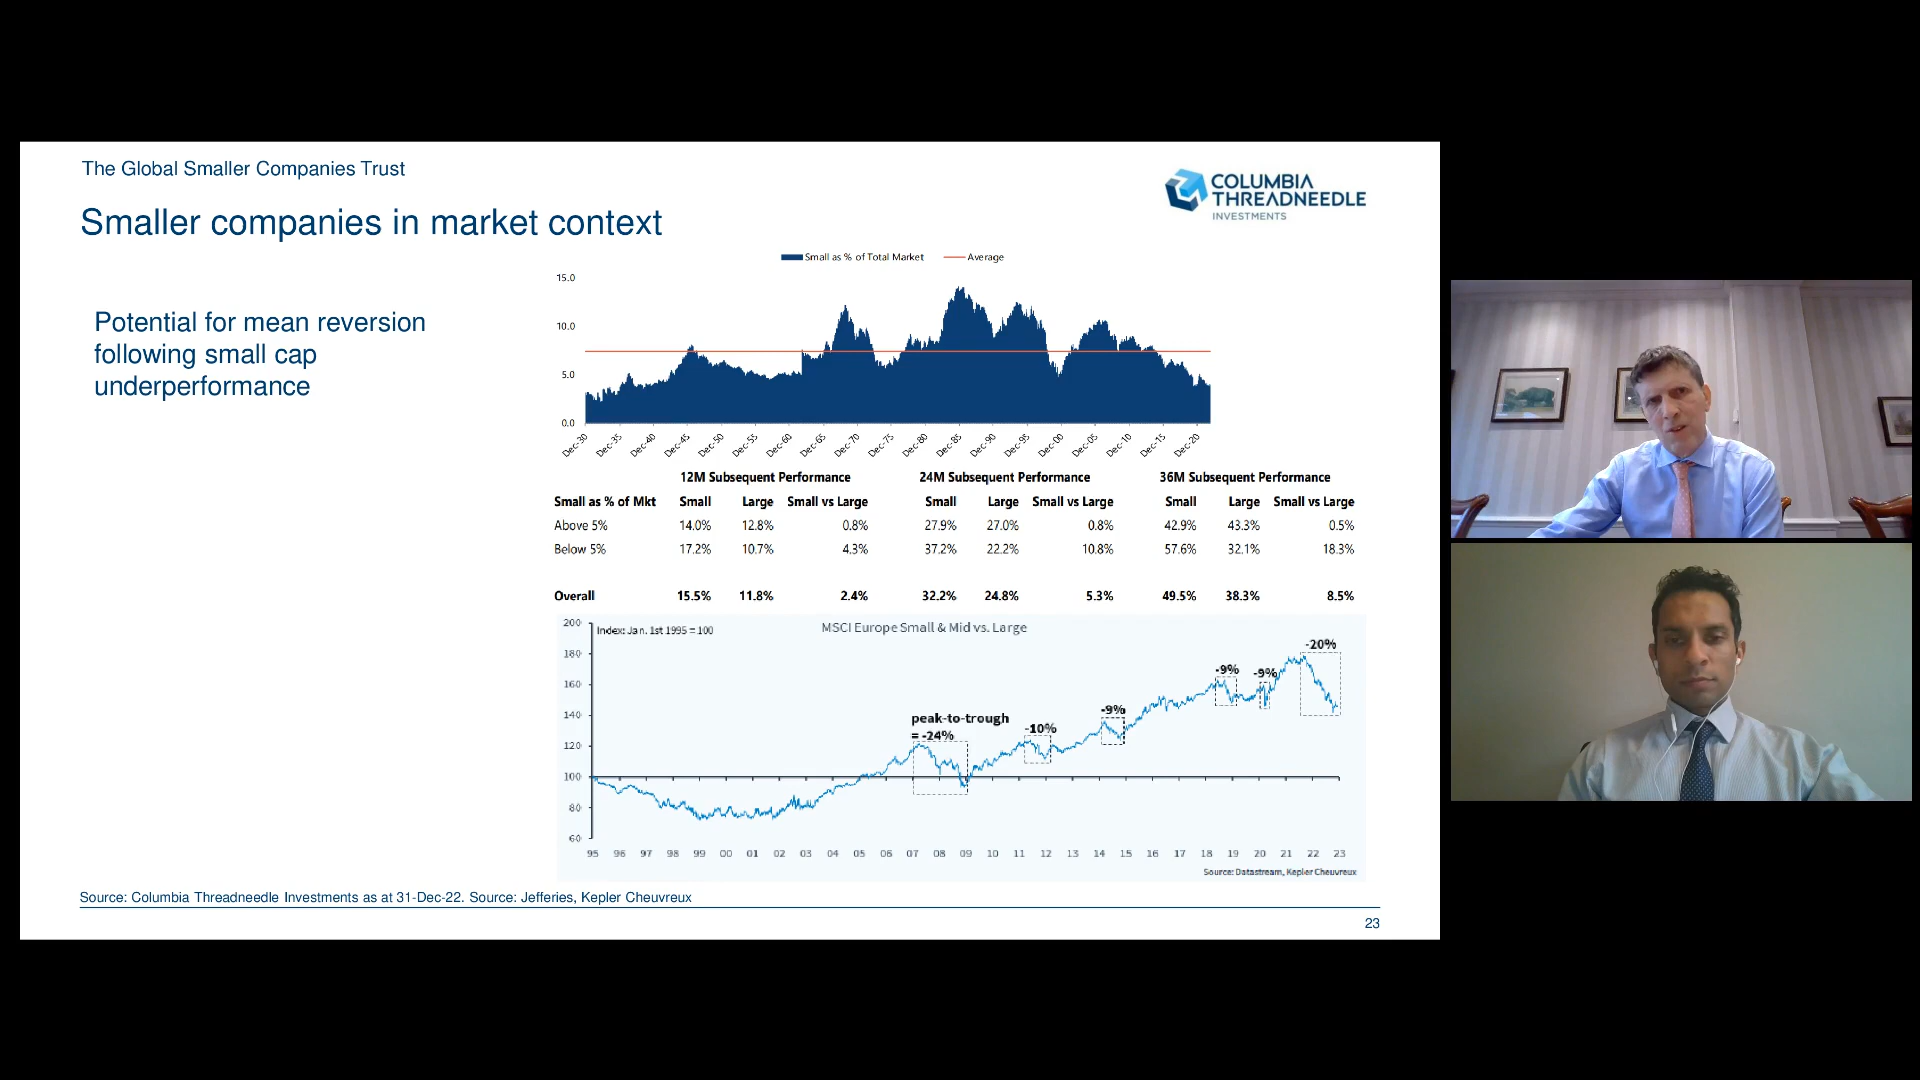 The Global Smaller Companies Trust
COLUMBIA
THREADNEEDLE
INVESTMENTS
Smaller companies in market context
Potential for mean reversion
following small cap
underperformance
Small as % of Total Market Average
15.0
10.0
5.0
0.0
Dec-30 Dec-35 Dec-40 Dec-45 Dec-50 Dec-55 Dec-60 Dec-65 Dec-70 Dec-75 Dec-80 Dec-85 Dec-90 Dec-95 Dec-00 Dec-05 Dec-10 Dec-15 Dec-20
12M Subsequent Performance 24M Subsequent Performance 36M Subsequent Performance
Small as % of Mkt Small Large Small vs Large Small Large Small vs Large Small Large Small vs Large
Above 5% 14.0% 12.8% 0.8% 27.9% 27.0% 0.8% 42.9% 43.3% 0.5%
Below 5% 17.2% 10.7% 4.3% 37.2% 22.2% 10.8% 57.6% 32.1% 18.3%
Overall 15.5% 11.8% 2.4% 32.2% 24.8% 5.3% 49.5% 38.3% 8.5%
MSCI Europe Small & Mid vs. Large
Index: Jan. 1st 1995 = 100
200
180
160
140
120
100
80
60
peak-to-trough
= -24%
-10%
-9%
-9%
-9%
-20%
95 96 97 98 99 00 01 02 03 04 05 06 07 08 09 10 11 12 13 14 15 16 17 18 19 20 21 22 23
Source: Datastream, Kepler Cheuvreux
Source: Columbia Threadneedle Investments as at 31-Dec-22. Source: Jefferies, Kepler Cheuvreux
23